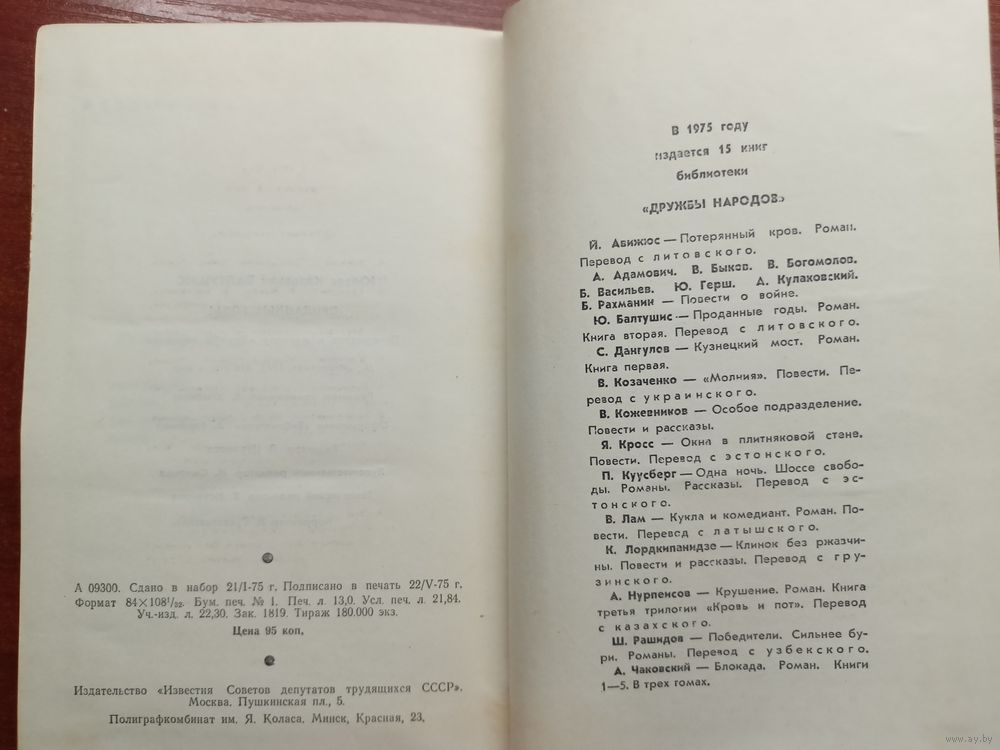 А 09300. Сдано в набор 21/I-75 г. Подписано в печать 22/V-75 г.
Формат 84×108¹/₃₂. Бум. печ. № 1. Печ. л. 13,0. Усл. печ. л. 21,84.
Уч.-изд. л. 22,30. Зак. 1819. Тираж 180.000 экз.
Цена 95 коп.
Издательство «Известия Советов депутатов трудящихся СССР».
Москва. Пушкинская пл., 5.
Полиграфкомбинат им. Я. Коласа. Минск, Красная, 23,
В 1975 году
издается 15 книг
библиотеки
«ДРУЖБЫ НАРОДОВ»
Й. Авижюс — Потерянный кров. Роман.
Перевод с литовского.
А. Адамович. В. Быков. В. Богомолов.
Б. Васильев. Ю. Герш. А. Кулаковский.
Б. Рахманин — Повести о войне.
Ю. Балтушис — Проданные годы. Роман.
Книга вторая. Перевод с литовского.
С. Дангулов — Кузнецкий мост. Роман.
Книга первая.
В. Козаченко — «Молния». Повести. Пе-
ревод с украинского.
В. Кожевников — Особое подразделение.
Повести и рассказы.
Я. Кросс — Окна в плитняковой стене.
Повести. Перевод с эстонского.
П. Куусберг — Одна ночь. Шоссе свобо-
ды. Романы. Рассказы. Перевод с эс-
тонского.
В. Лам — Кукла и комедиант. Роман. По-
вести. Перевод с латышского.
К. Лордкипанидзе — Клинок без ржавчи-
ны. Повести и рассказы. Перевод с гру-
зинского.
А. Нурпеисов — Крушение. Роман. Книга
третья трилогии «Кровь и пот». Перевод
с казахского.
Ш. Рашидов — Победители. Сильнее бу-
ри. Романы. Перевод с узбекского.
А. Чаковский — Блокада. Роман. Книги
1—5. В трех томах.
www.ay.by